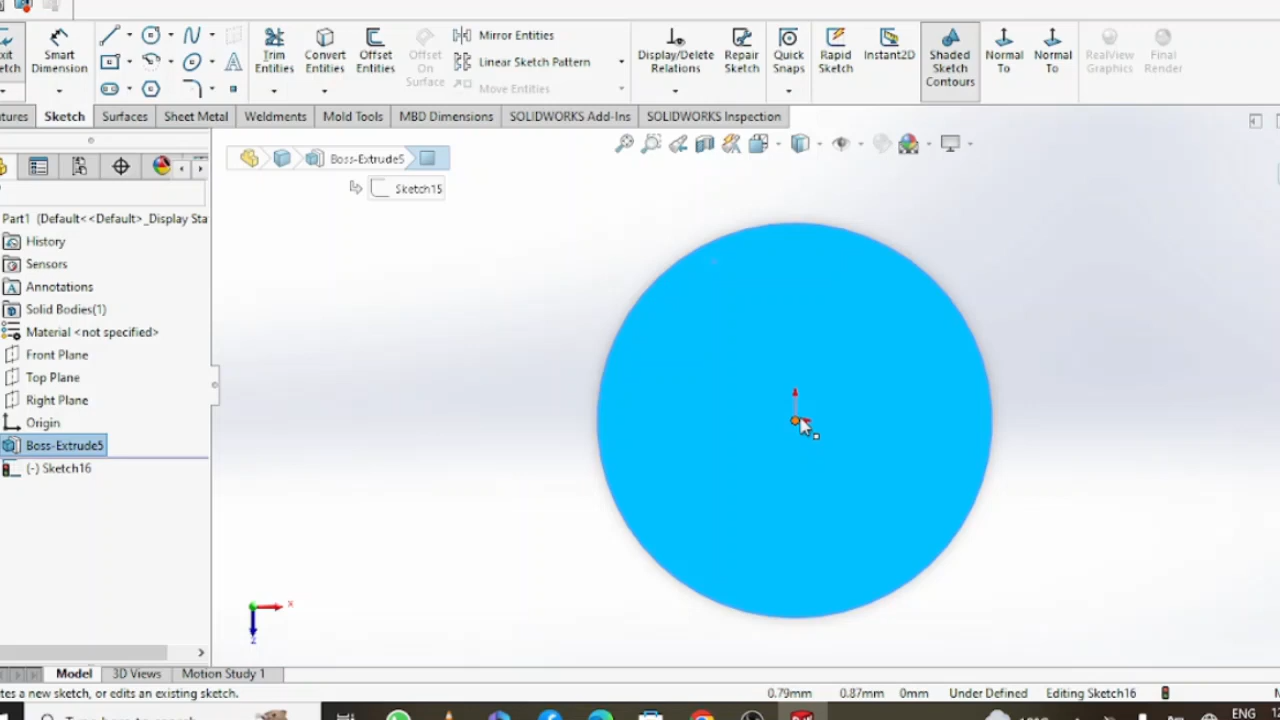 xit
etch
Smart
Dimension
Trim
Entities
Convert
Entities
Offset
Entities
Offset
On
Surface
Mirror Entities
Linear Sketch Pattern
Move Entities
Display/Delete
Relations
Repair
Sketch
Quick
Snaps
Rapid
Sketch
Instant2D
Shaded
Sketch
Contours
Normal
To
Normal
To
RealView
Graphics
Final
Render
tures
Sketch
Surfaces
Sheet Metal
Weldments
Mold Tools
MBD Dimensions
SOLIDWORKS Add-Ins
SOLIDWORKS Inspection
Boss-Extrude5
Sketch15
Part1 (Default<<Default>_Display Sta
History
Sensors
Annotations
Solid Bodies(1)
Material <not specified>
Front Plane
Top Plane
Right Plane
Origin
Boss-Extrude5
(-) Sketch16
X
Z
Model
3D Views
Motion Study 1
tes a new sketch, or edits an existing sketch.
0.79mm
0.87mm
0mm
Under Defined
Editing Sketch16
ENG